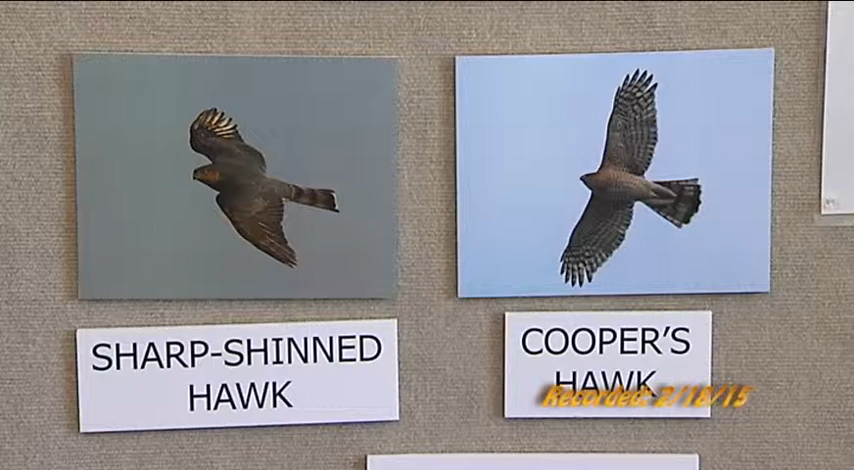 SHARP-SHINNED
HAWK
COOPER'S
HAWK
Recorded: 2/18/15